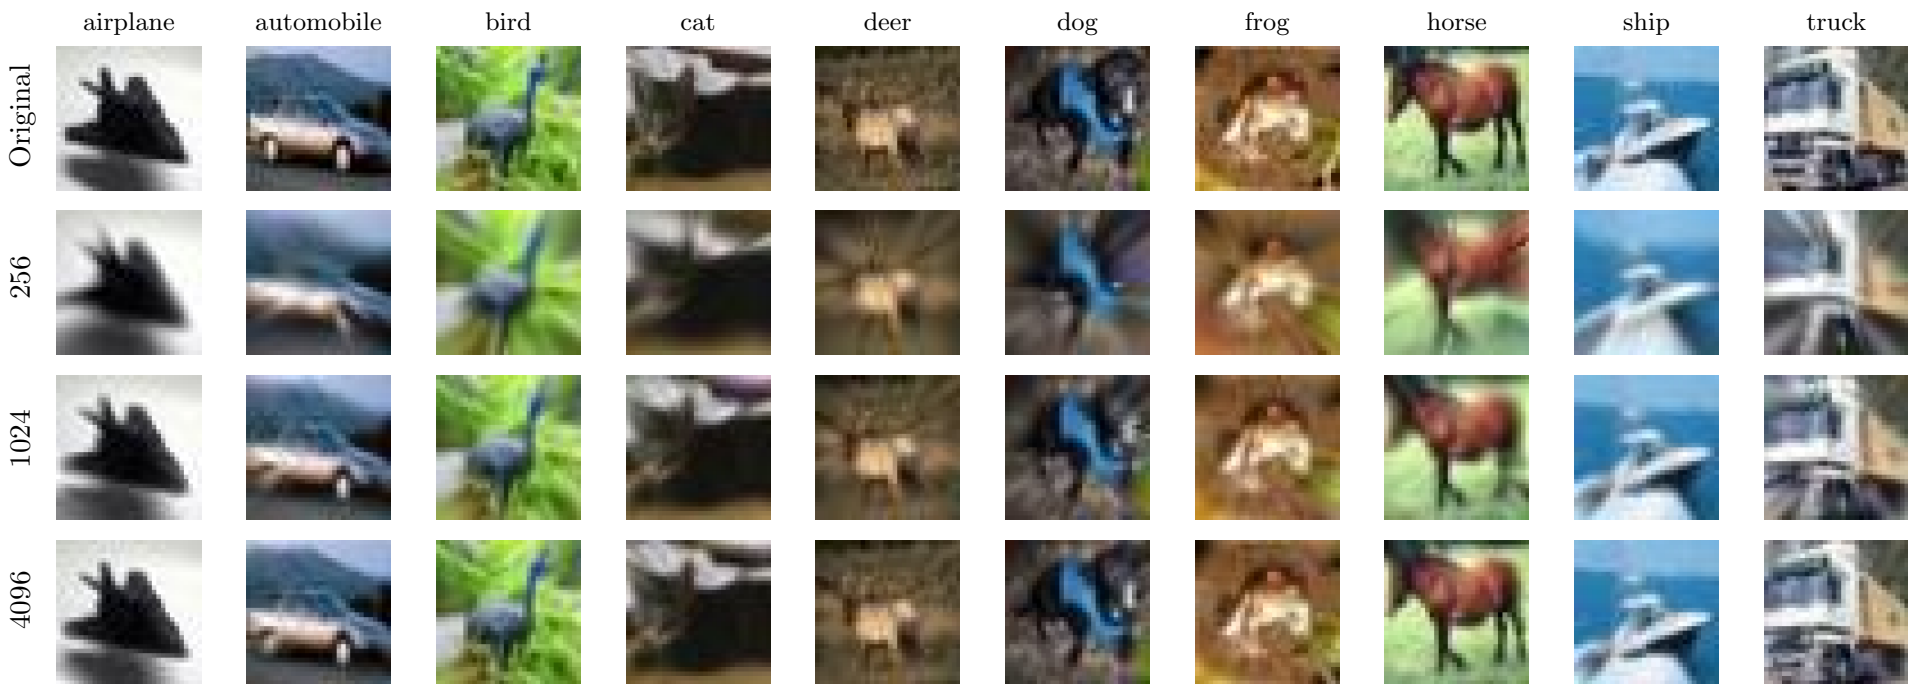 airplane automobile bird cat deer dog frog horse ship truck
Original
256
1024
4096